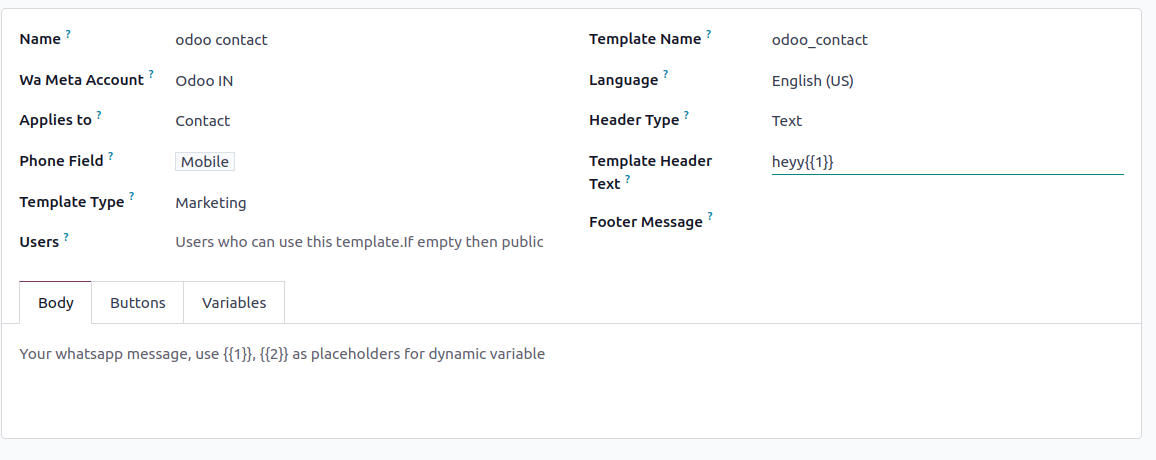 Name ? odoo contact
Template Name ? odoo_contact
Wa Meta Account ? Odoo IN
Language ? English (US)
Applies to ? Contact
Header Type ? Text
Phone Field ? Mobile
Template Header
Text ? heyy{{1}}
Template Type ? Marketing
Footer Message ?
Users ? Users who can use this template.If empty then public
Body Buttons Variables
Your whatsapp message, use {{1}}, {{2}} as placeholders for dynamic variable